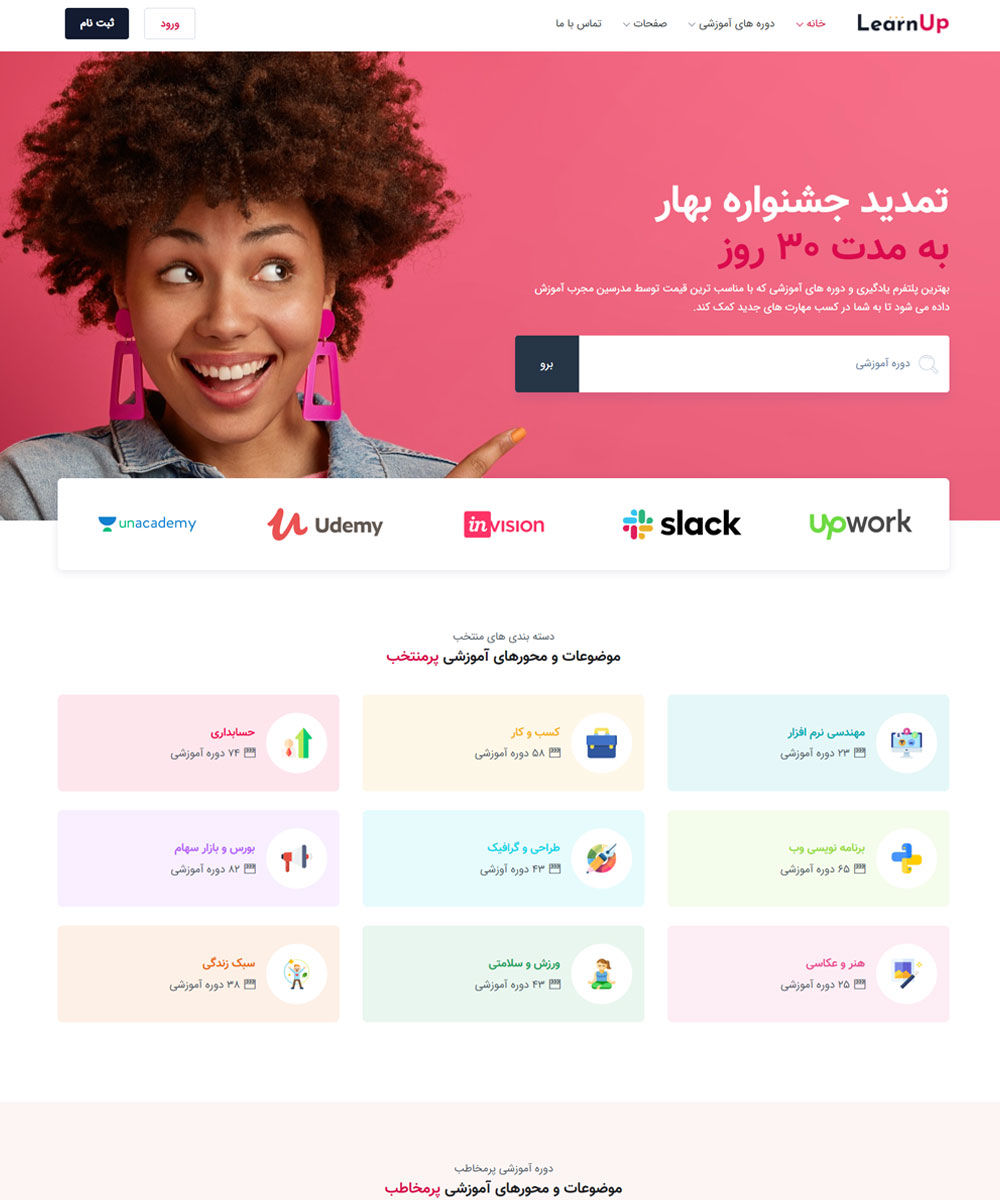 LearnUp
خانه
دوره های آموزشی
صفحات
تماس با ما
ورود
ثبت نام
تمدید جشنواره بهار
به مدت ۳۰ روز
بهترین پلتفرم یادگیری و دوره های آموزشی که با مناسب ترین قیمت توسط مدرسین مجرب آموزش
داده می شود تا به شما در کسب مهارت های جدید کمک کند.
دوره آموزشی
برو
upwork
slack
invision
Udemy
unacademy
دسته بندی های منتخب
موضوعات و محورهای آموزشی پرمنتخب
مهندسی نرم افزار
۲۳ دوره آموزشی
کسب و کار
۵۸ دوره آموزشی
حسابداری
۷۴ دوره آموزشی
برنامه نویسی وب
۶۵ دوره آموزشی
طراحی و گرافیک
۴۳ دوره آوزشی
بورس و بازار سهام
۸۲ دوره آموزشی
هنر و عکاسی
۲۵ دوره آموزشی
ورزش و سلامتی
۴۳ دوره آموزشی
سبک زندگی
۳۸ دوره آموزشی
دوره آموزشی پرمخاطب
موضوعات و محورهای آموزشی پرمخاطب